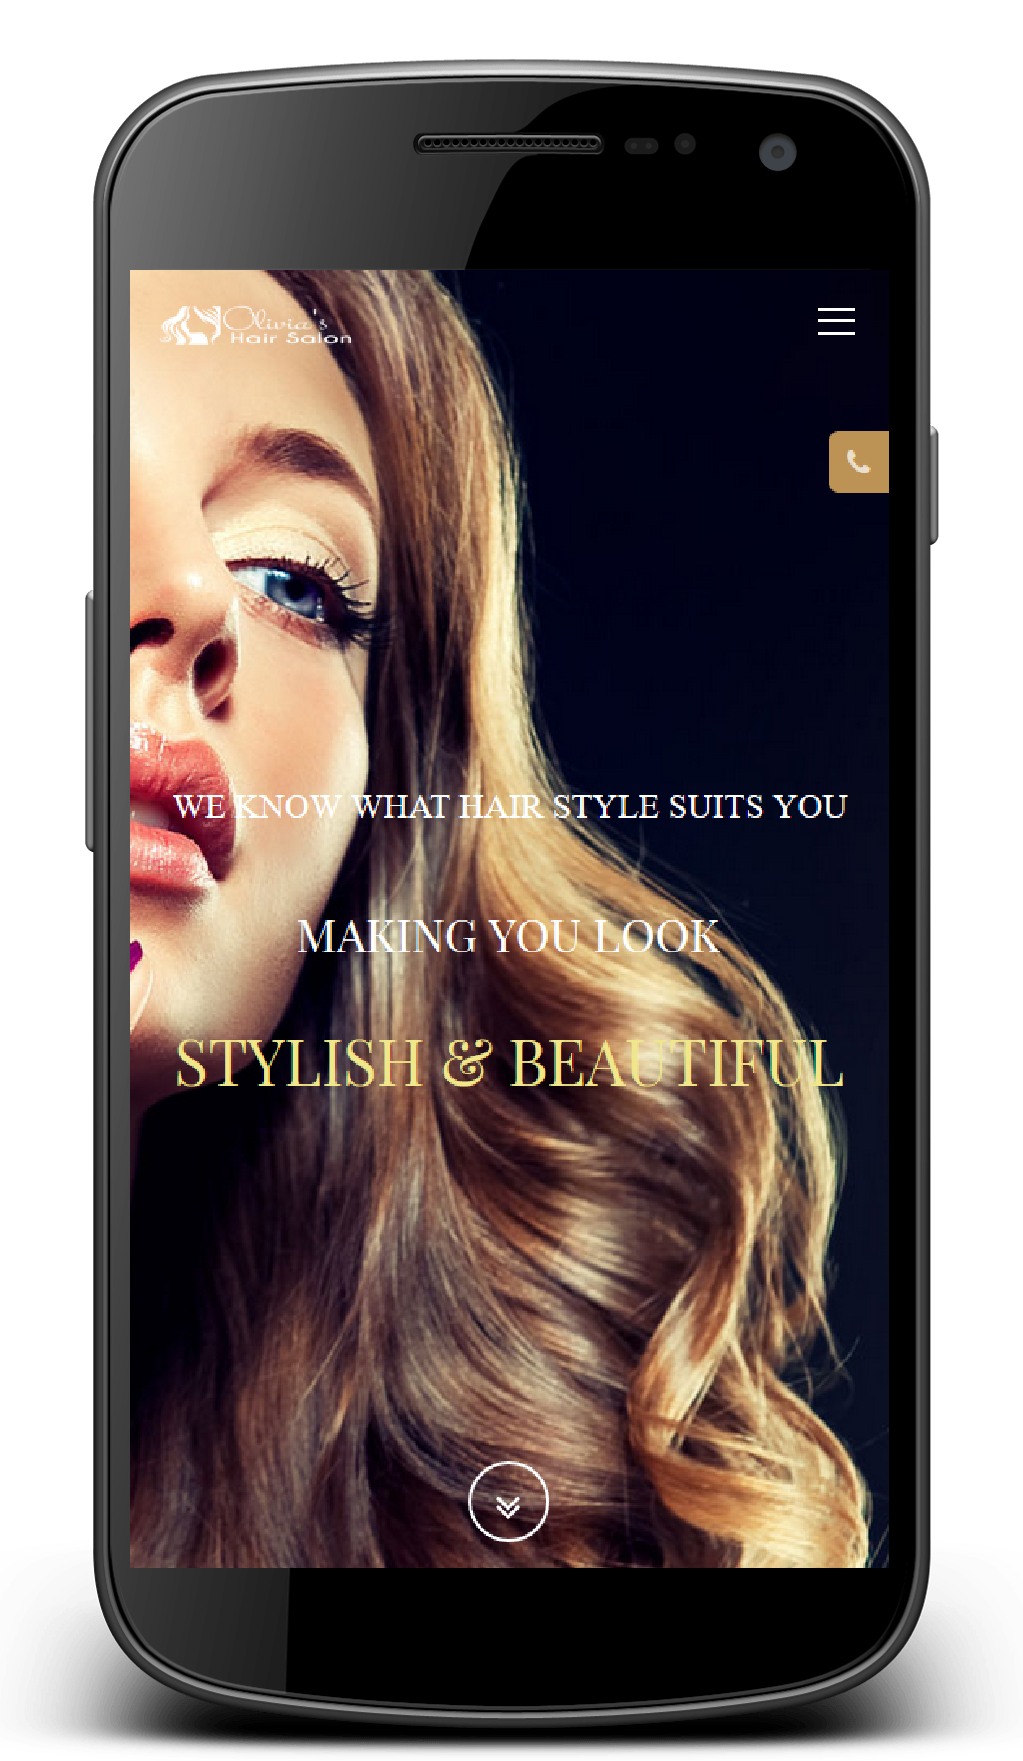 Olivia's
Hair Salon
WE KNOW WHAT HAIR STYLE SUITS YOU
MAKING YOU LOOK
STYLISH & BEAUTIFUL